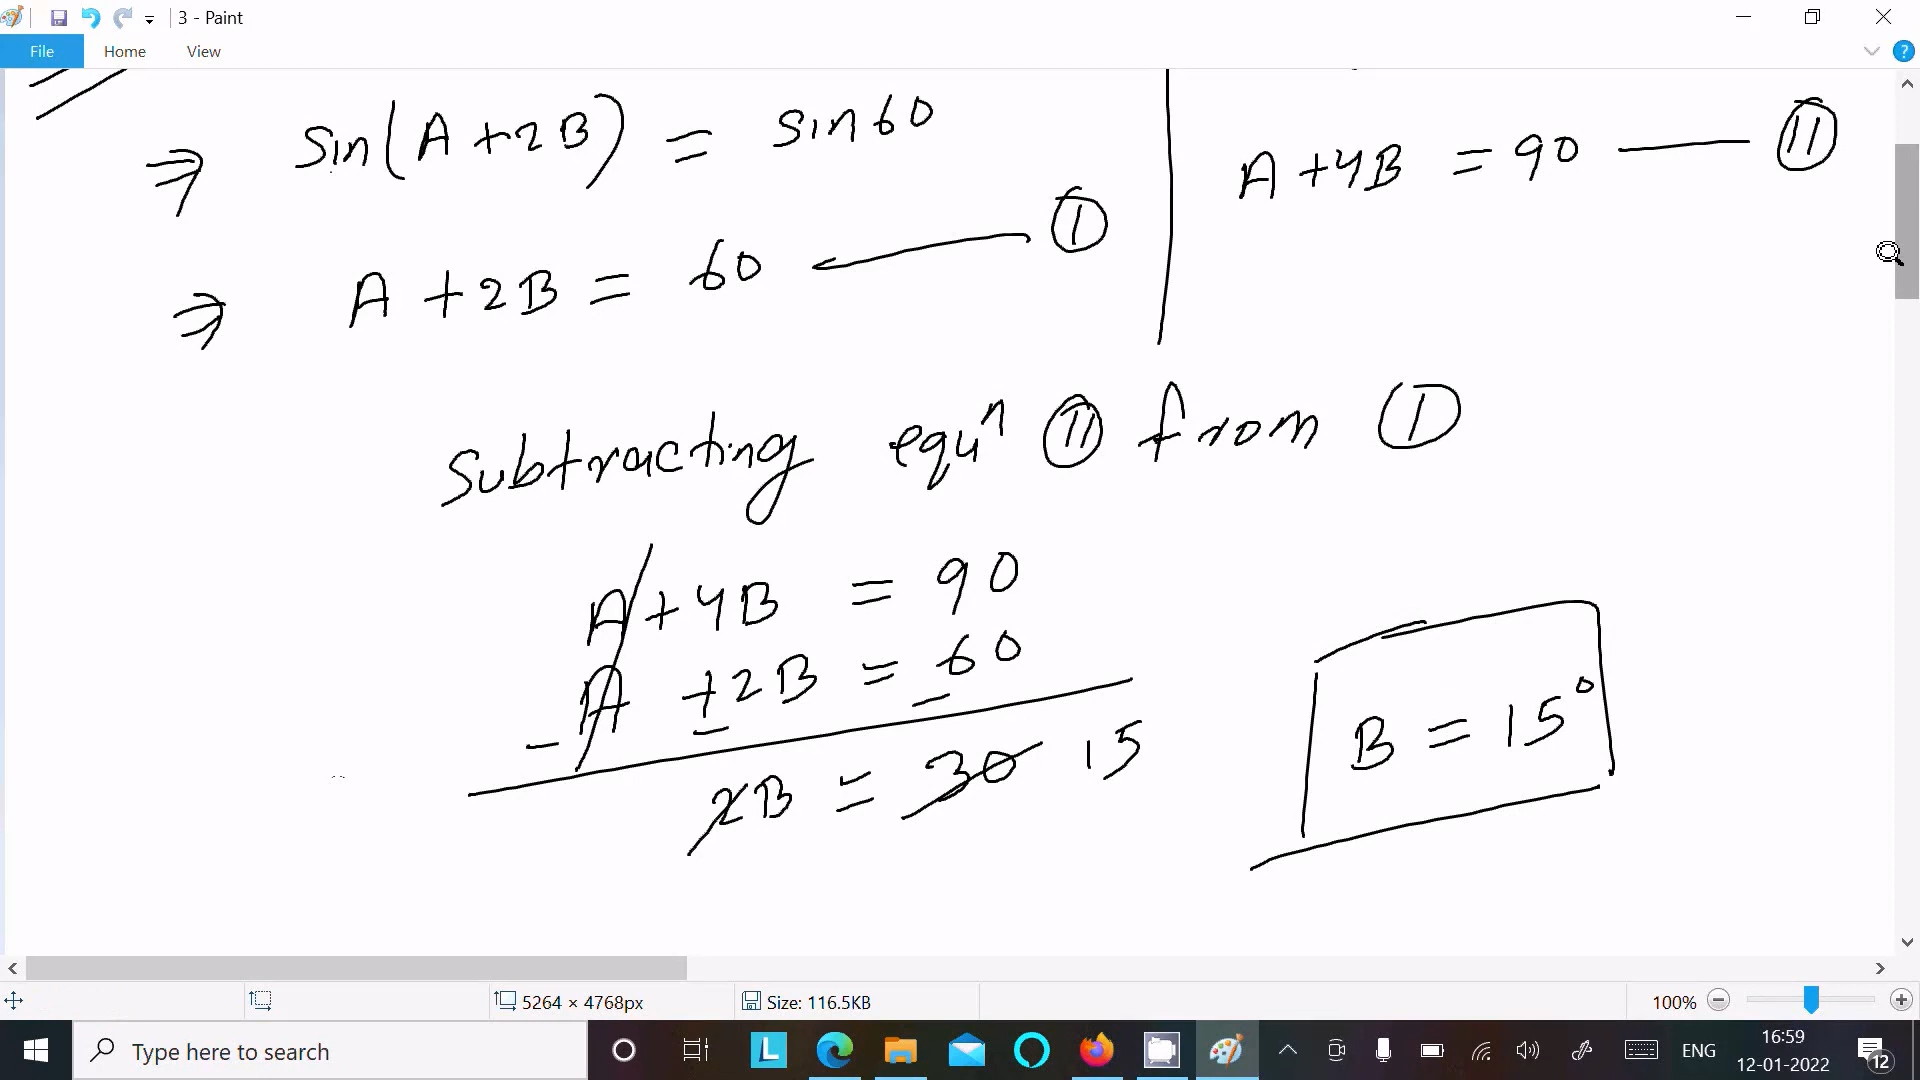 3 - Paint
File Home View
⇒ sin(A+2B) = sin60
⇒ A+2B = 60 ← Ⓘ
A+4B = 90 — Ⓘ Ⓘ
Subtracting equⁿ (II) from (I)
A+4B = 90
A+2B = 60
− − −
2B = 30 15
B = 15°
5264 × 4768px Size: 116.5KB 100%
Type here to search
L
ENG
16:59
12-01-2022
12